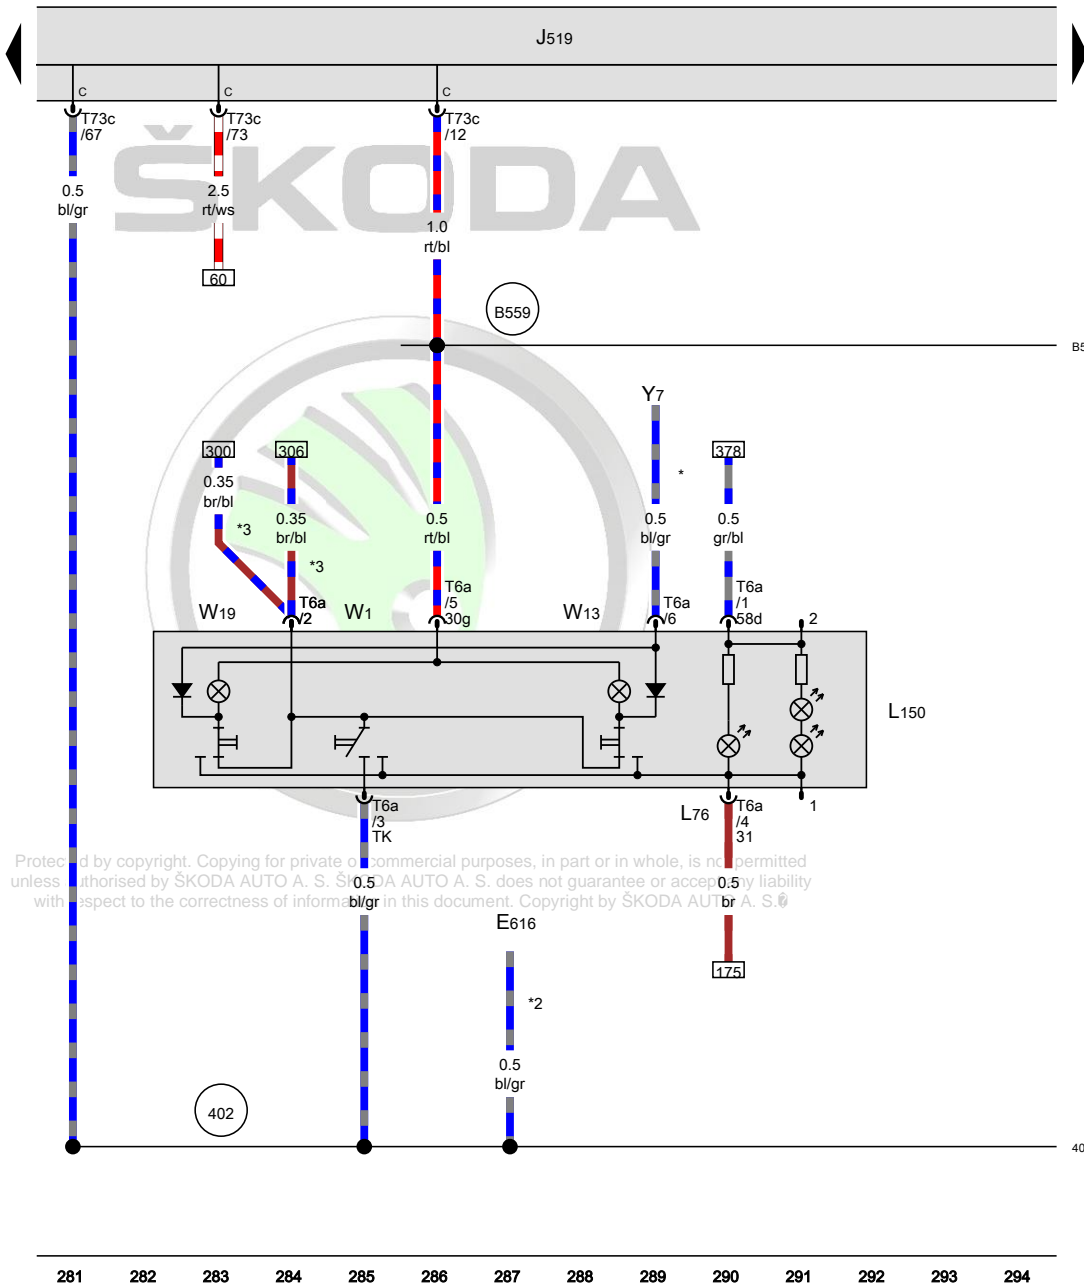 J519
c c c
T73c
/67
T73c
/73
T73c
/12
ŠKODA
0.5
bl/gr
2.5
rt/ws
1.0
rt/bl
60
B559
B5
Y7
300
306
378
*
0.35
br/bl
*3
0.35
br/bl
*3
0.5
rt/bl
0.5
bl/gr
0.5
gr/bl
W19
T6a
/2
W1
T6a
/5
30g
W13
T6a
/6
T6a
/1
58d
2
L150
T6a
/3
TK
L76
T6a
/4
31
1
Protected by copyright. Copying for private or commercial purposes, in part or in whole, is not permitted
unless authorised by ŠKODA AUTO A. S. ŠKODA AUTO A. S. does not guarantee or accept any liability
with respect to the correctness of information in this document. Copyright by ŠKODA AUTO A. S.�
0.5
bl/gr
0.5
br
E616
175
*2
0.5
bl/gr
402
40
281 282 283 284 285 286 287 288 289 290 291 292 293 294